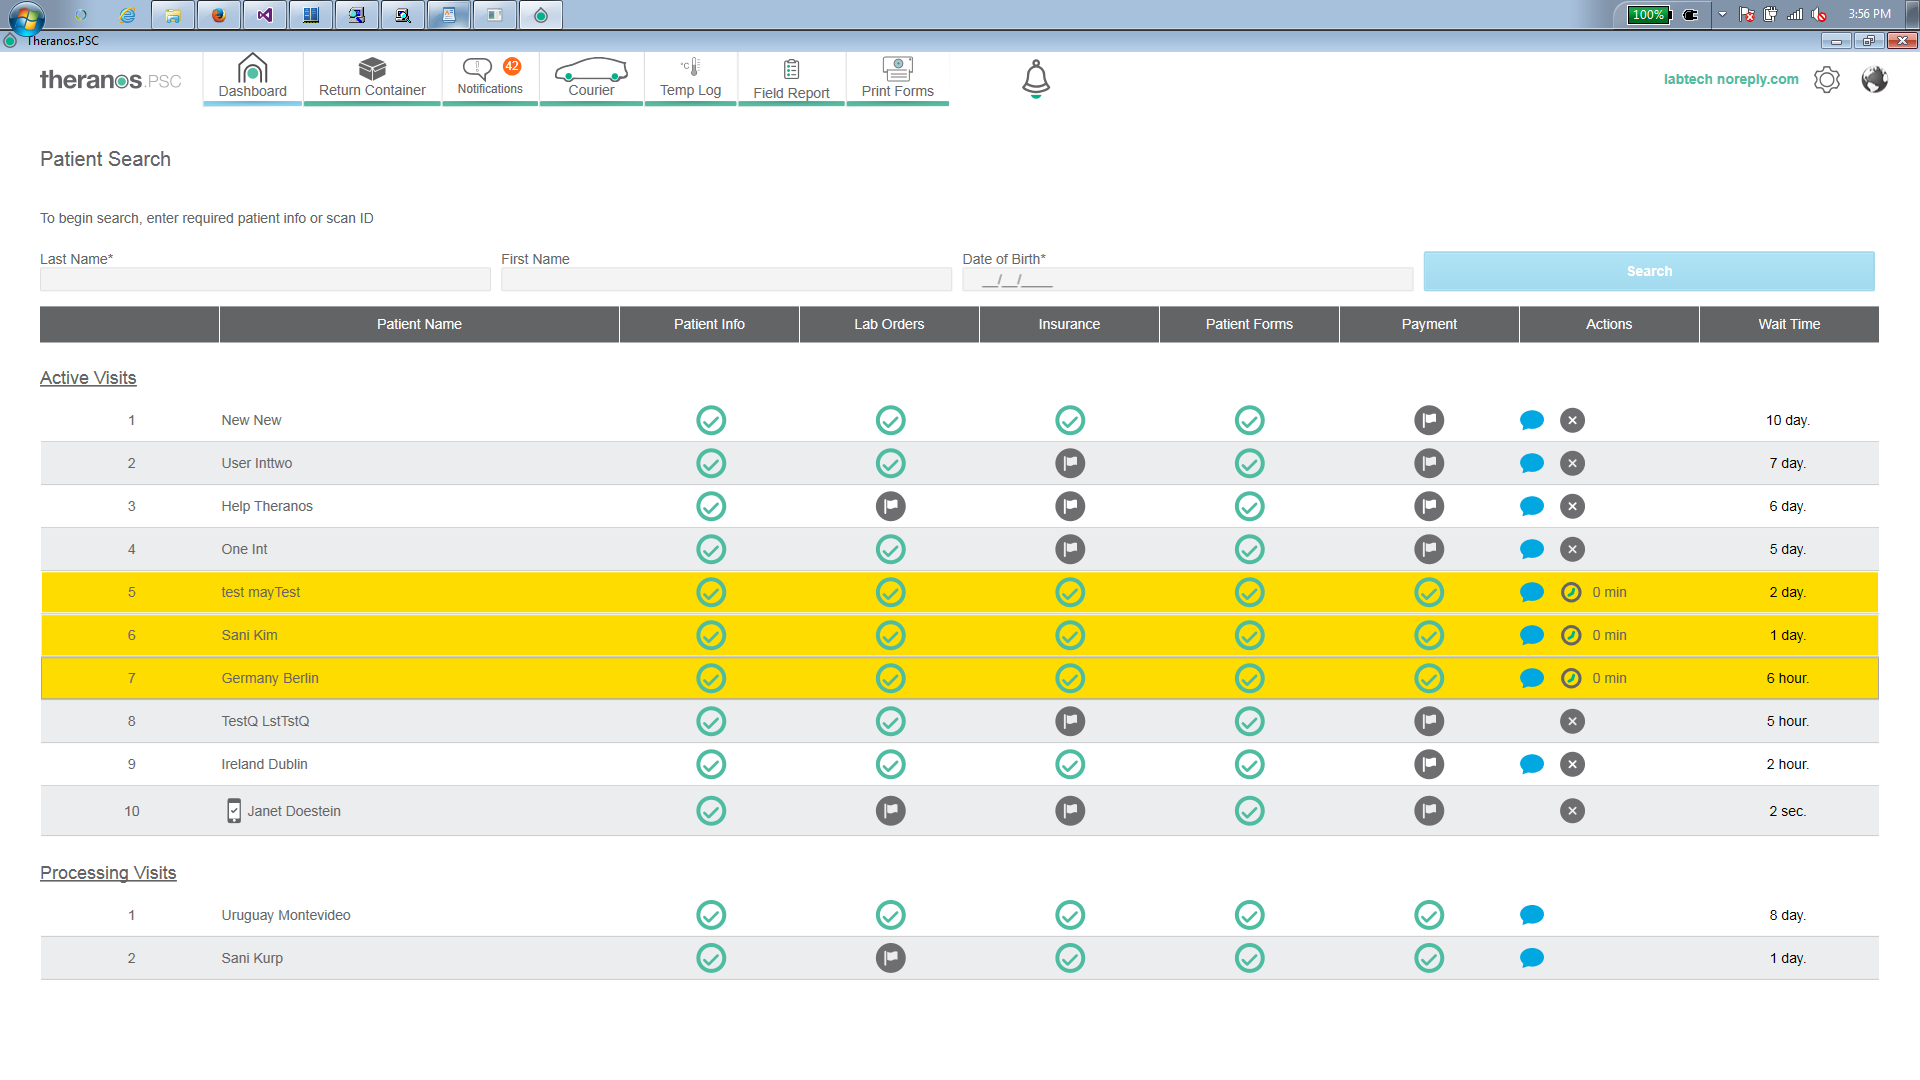 100%
3:56 PM
Theranos.PSC
theranos.PSC
Dashboard
Return Container
42
Notifications
Courier
°C
Temp Log
Field Report
Print Forms
labtech noreply.com
Patient Search
To begin search, enter required patient info or scan ID
Last Name*
First Name
Date of Birth*
__/__/____
Search
Patient Name Patient Info Lab Orders Insurance Patient Forms Payment Actions Wait Time
Active Visits
1 New New 10 day.
2 User Inttwo 7 day.
3 Help Theranos 6 day.
4 One Int 5 day.
5 test mayTest 0 min 2 day.
6 Sani Kim 0 min 1 day.
7 Germany Berlin 0 min 6 hour.
8 TestQ LstTstQ 5 hour.
9 Ireland Dublin 2 hour.
10 Janet Doestein 2 sec.
Processing Visits
1 Uruguay Montevideo 8 day.
2 Sani Kurp 1 day.